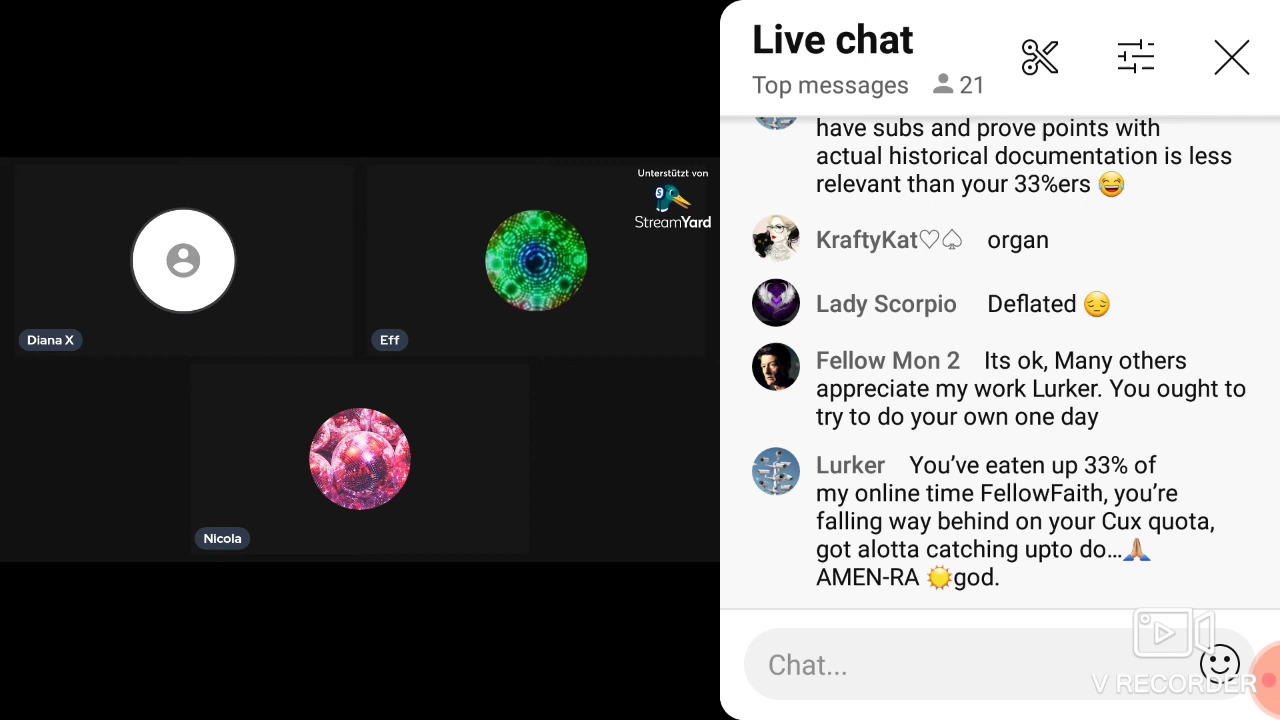 Unterstützt von
StreamYard
Diana X
Eff
Nicola
Live chat
Top messages 21
have subs and prove points with
actual historical documentation is less
relevant than your 33%ers 😂
KraftyKat♡♤ organ
Lady Scorpio Deflated 😔
Fellow Mon 2 Its ok, Many others
appreciate my work Lurker. You ought to
try to do your own one day
Lurker You’ve eaten up 33% of
my online time FellowFaith, you’re
falling way behind on your Cux quota,
got alotta catching upto do...🙏🏼
AMEN-RA ☀️god.
Chat...
V RECORDER